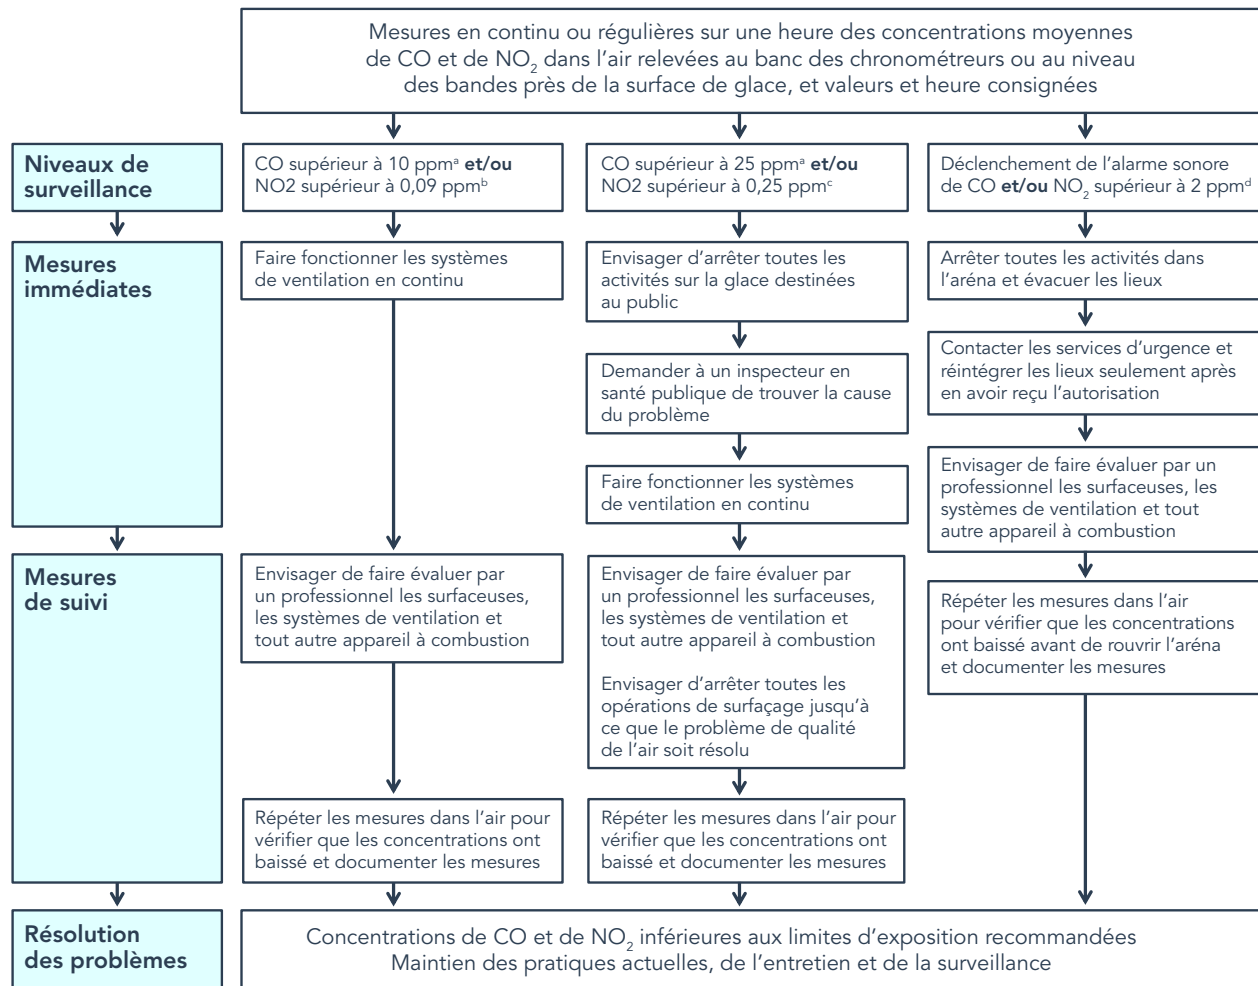 Mesures en continu ou régulières sur une heure des concentrations moyennes
de CO et de NO₂ dans l’air relevées au banc des chronométreurs ou au niveau
des bandes près de la surface de glace, et valeurs et heure consignées
Niveaux de
surveillance
CO supérieur à 10 ppmᵃ et/ou
NO2 supérieur à 0,09 ppmᵇ
CO supérieur à 25 ppmᵃ et/ou
NO2 supérieur à 0,25 ppmᶜ
Déclenchement de l’alarme sonore
de CO et/ou NO₂ supérieur à 2 ppmᵈ
Mesures
immédiates
Faire fonctionner les systèmes
de ventilation en continu
Envisager d’arrêter toutes les
activités sur la glace destinées
au public
Demander à un inspecteur en
santé publique de trouver la cause
du problème
Faire fonctionner les systèmes
de ventilation en continu
Arrêter toutes les activités dans
l’aréna et évacuer les lieux
Contacter les services d’urgence et
réintégrer les lieux seulement après
en avoir reçu l’autorisation
Envisager de faire évaluer par un
professionnel les surfaceuses, les
systèmes de ventilation et tout
autre appareil à combustion
Mesures
de suivi
Envisager de faire évaluer par
un professionnel les surfaceuses,
les systèmes de ventilation et
tout autre appareil à combustion
Répéter les mesures dans l’air pour
vérifier que les concentrations ont
baissé et documenter les mesures
Envisager de faire évaluer par
un professionnel les surfaceuses,
les systèmes de ventilation et
tout autre appareil à combustion
Envisager d’arrêter toutes les
opérations de surfaçage jusqu’à
ce que le problème de qualité
de l’air soit résolu
Répéter les mesures dans l’air pour
vérifier que les concentrations ont
baissé et documenter les mesures
Répéter les mesures dans l’air
pour vérifier que les concentrations
ont baissé avant de rouvrir l’aréna
et documenter les mesures
Résolution
des problèmes
Concentrations de CO et de NO₂ inférieures aux limites d’exposition recommandées
Maintien des pratiques actuelles, de l’entretien et de la surveillance